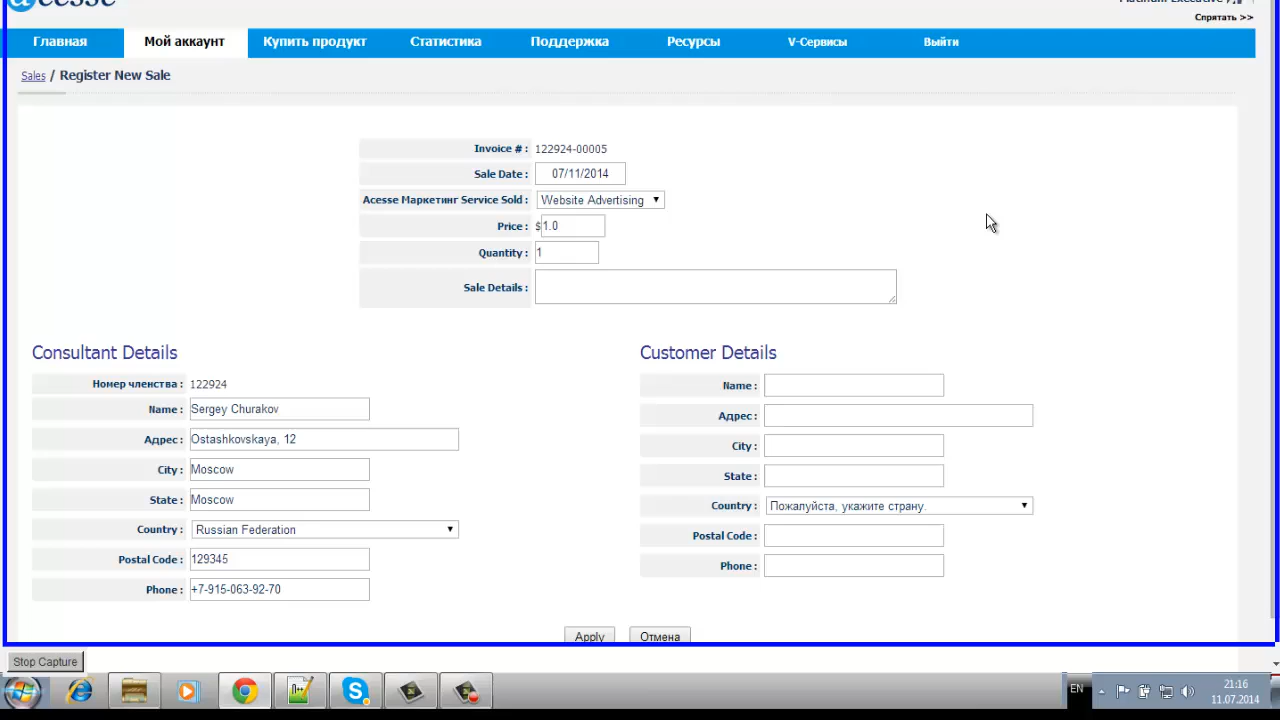 acesse
Platinum Executive
Спрятать >>
Главная Мой аккаунт Купить продукт Статистика Поддержка Ресурсы V-Сервисы Выйти
Sales / Register New Sale
Invoice # : 122924-00005
Sale Date : 07/11/2014
Acesse Маркетинг Service Sold : Website Advertising
Price : $1.0
Quantity : 1
Sale Details :
Consultant Details
Номер членства : 122924
Name : Sergey Churakov
Адрес : Ostashkovskaya, 12
City : Moscow
State : Moscow
Country : Russian Federation
Postal Code : 129345
Phone : +7-915-063-92-70
Customer Details
Name :
Адрес :
City :
State :
Country : Пожалуйста, укажите страну.
Postal Code :
Phone :
Apply Отмена
Stop Capture
EN
21:16
11.07.2014